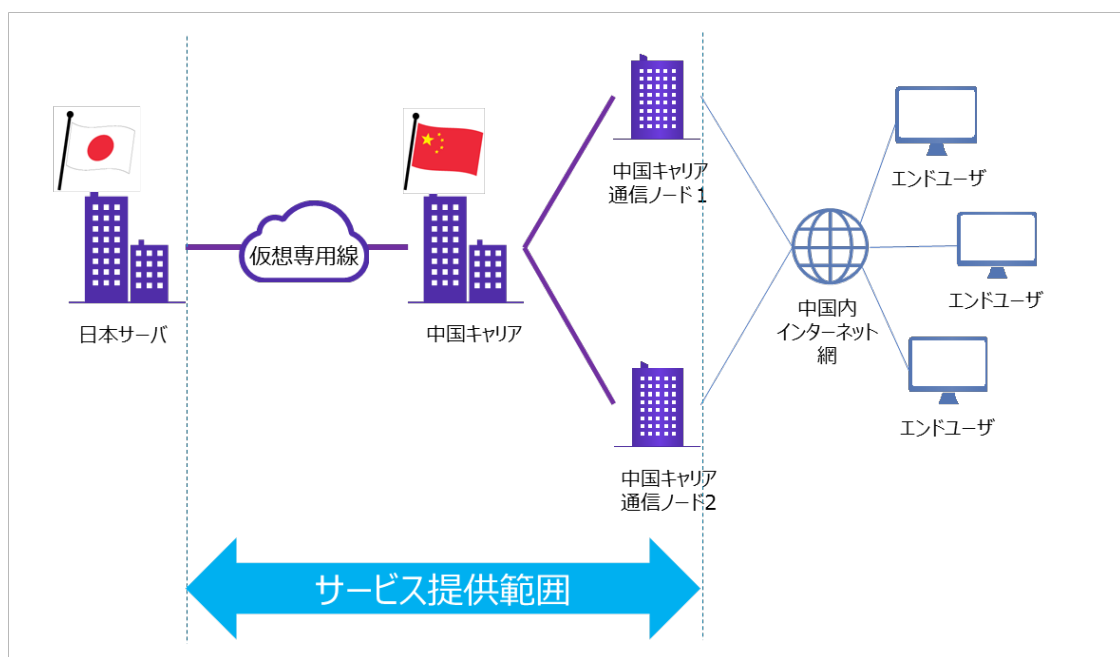 中国キャリア
通信ノード1
エンドユーザ
仮想専用線
日本サーバ
中国キャリア
中国内
インターネット
網
エンドユーザ
エンドユーザ
中国キャリア
通信ノード2
サービス提供範囲